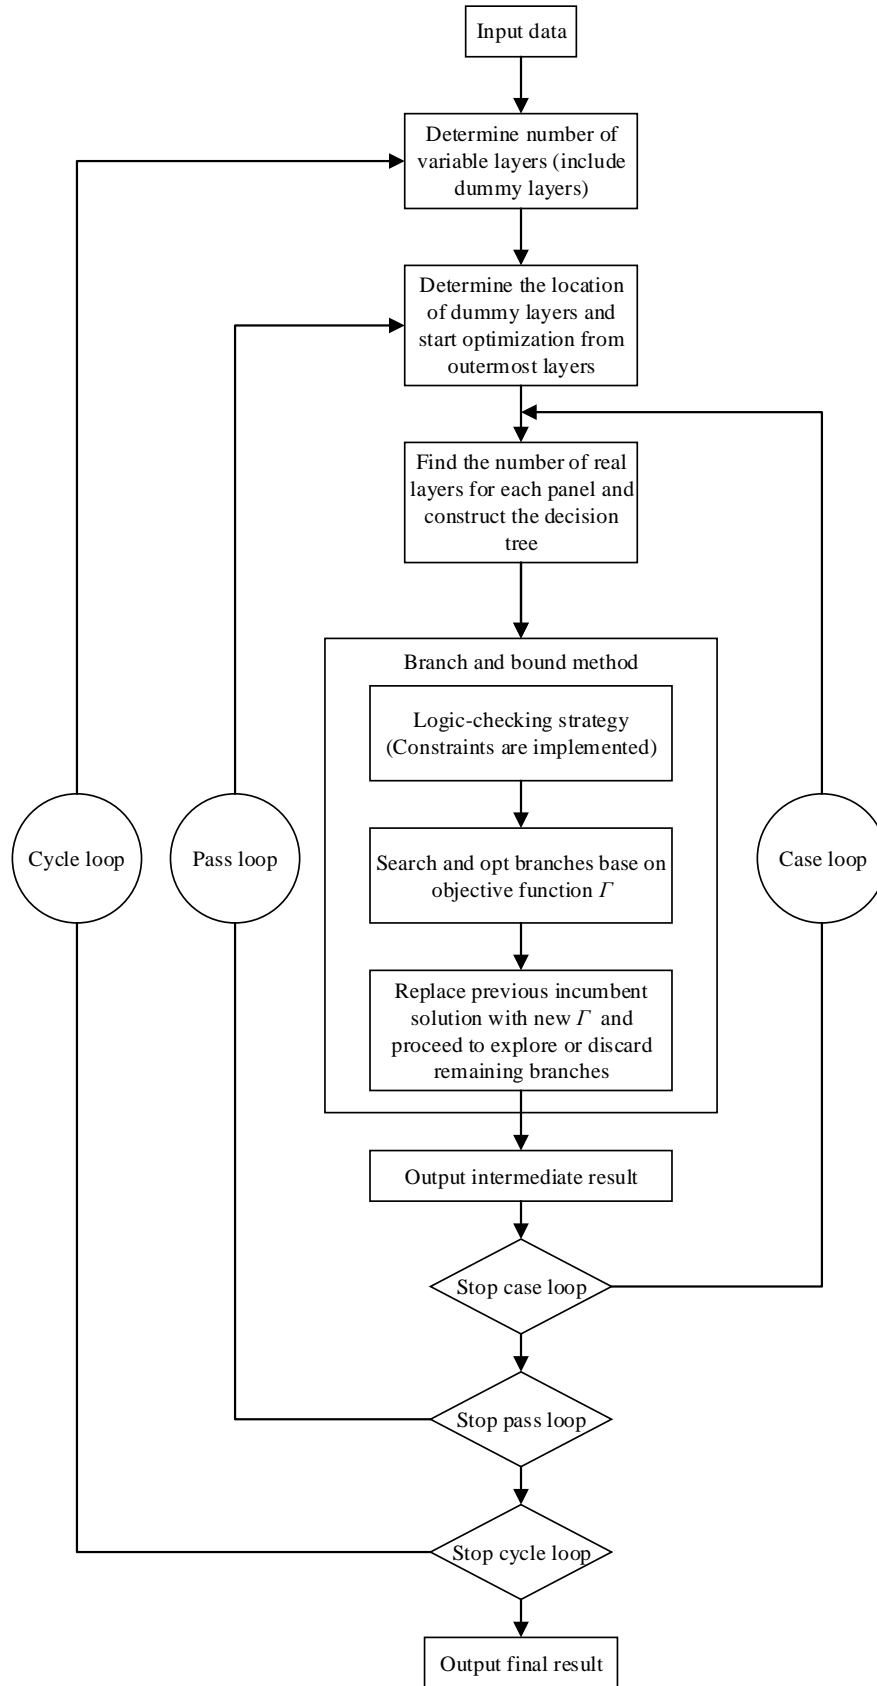 Input data
Determine number of
variable layers (include
dummy layers)
Determine the location
of dummy layers and
start optimization from
outermost layers
Find the number of real
layers for each panel and
construct the decision
tree
Branch and bound method
Logic-checking strategy
(Constraints are implemented)
Cycle loop
Pass loop
Search and opt branches base on
objective function Γ
Case loop
Replace previous incumbent
solution with new Γ and
proceed to explore or discard
remaining branches
Output intermediate result
Stop case loop
Stop pass loop
Stop cycle loop
Output final result